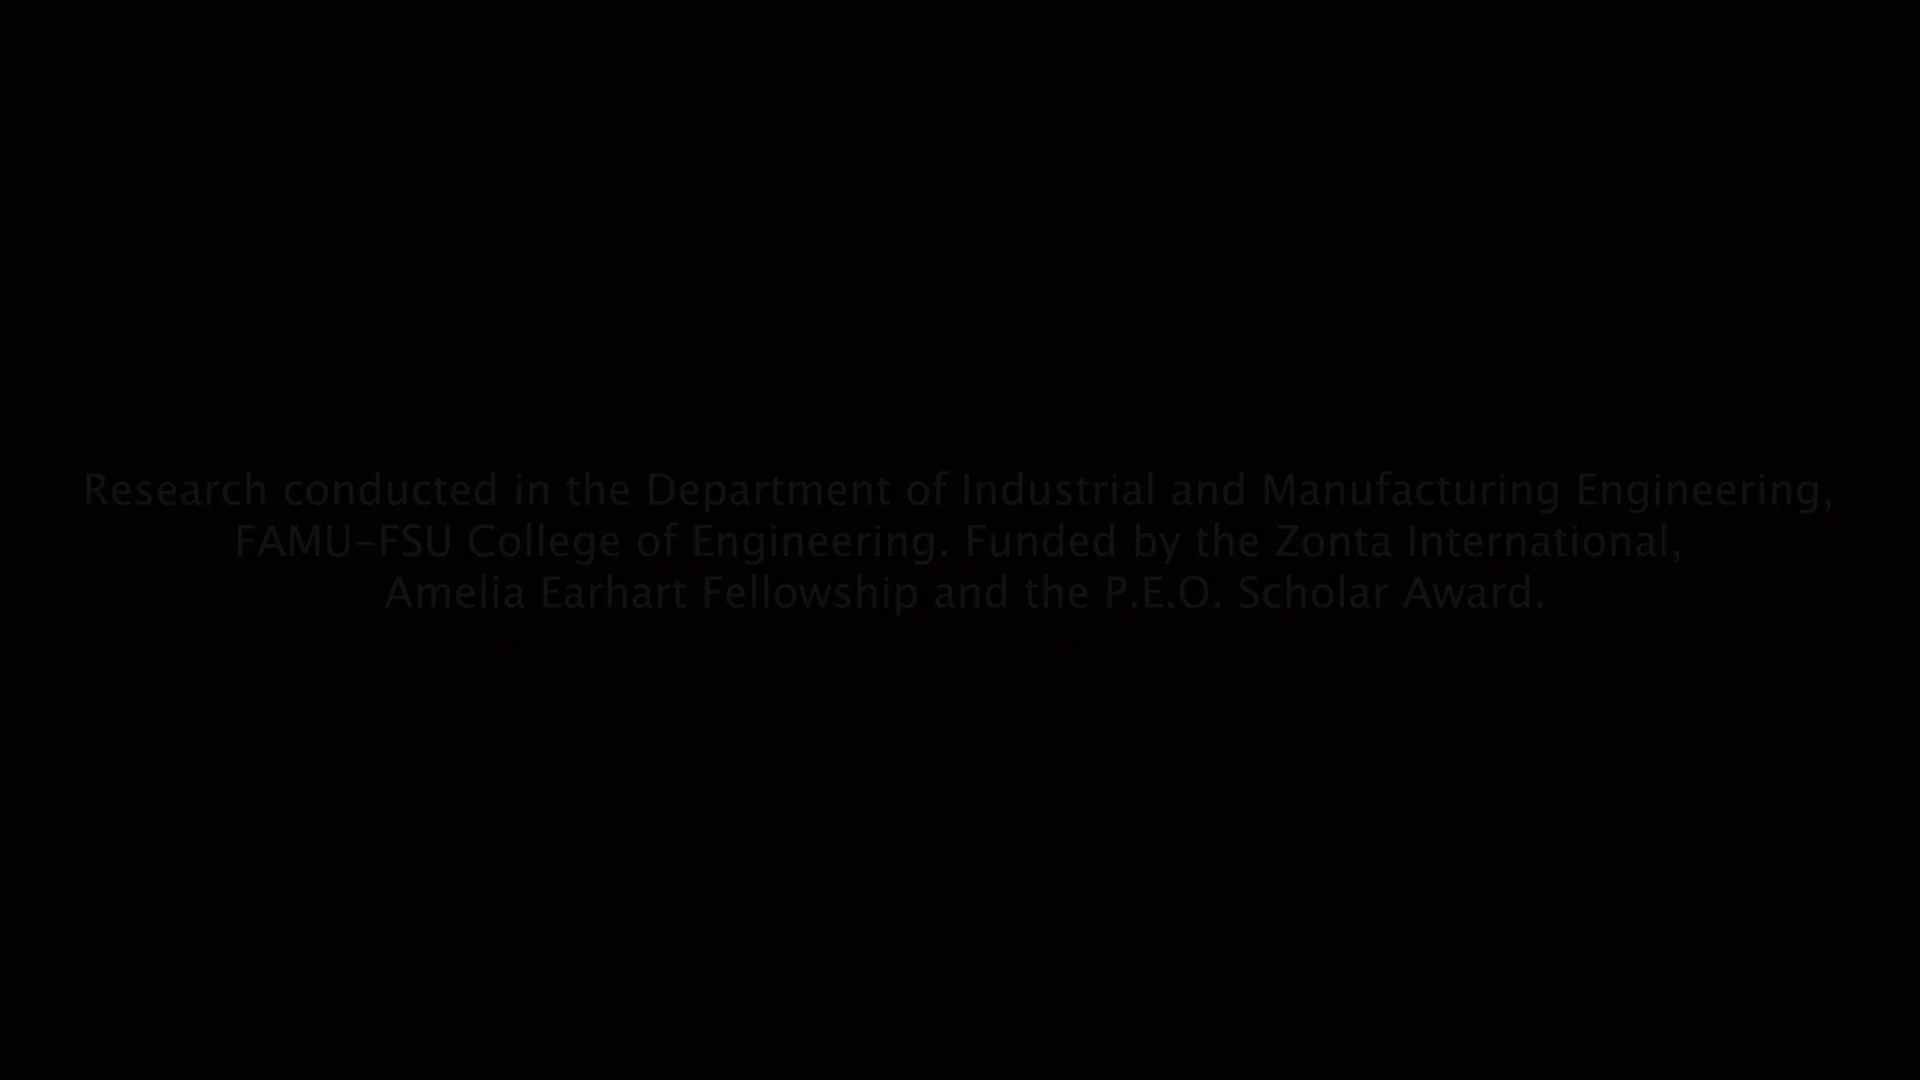 Research conducted in the Department of Industrial and Manufacturing Engineering,
FAMU-FSU College of Engineering. Funded by the Zonta International,
Amelia Earhart Fellowship and the P.E.O. Scholar Award.